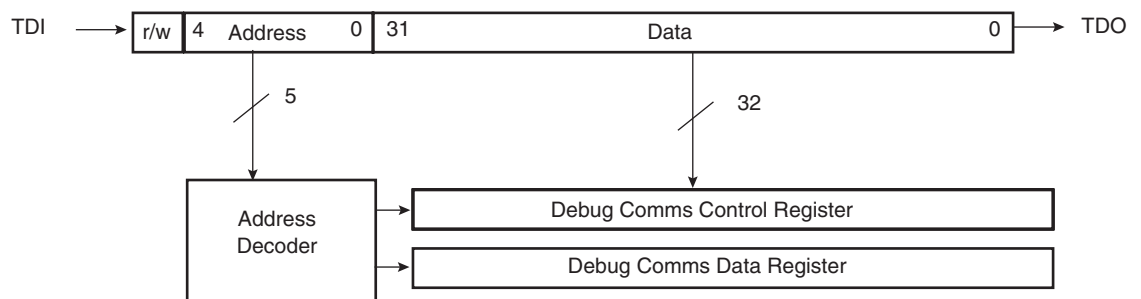 TDI r/w 4 Address 0 31 Data 0 TDO
5 32
Address
Decoder
Debug Comms Control Register
Debug Comms Data Register